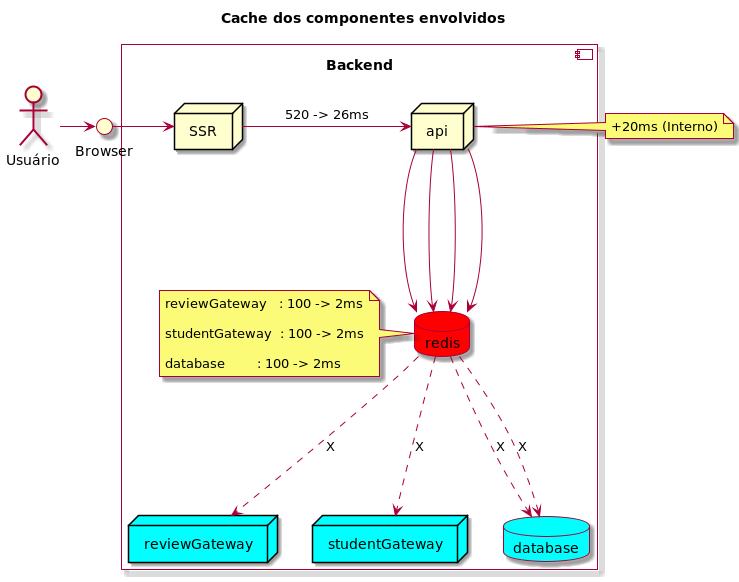 Cache dos componentes envolvidos
Backend
Usuário
Browser
SSR
520 -> 26ms
api
+20ms (Interno)
reviewGateway : 100 -> 2ms
studentGateway : 100 -> 2ms
database : 100 -> 2ms
redis
X
X
X
X
reviewGateway
studentGateway
database